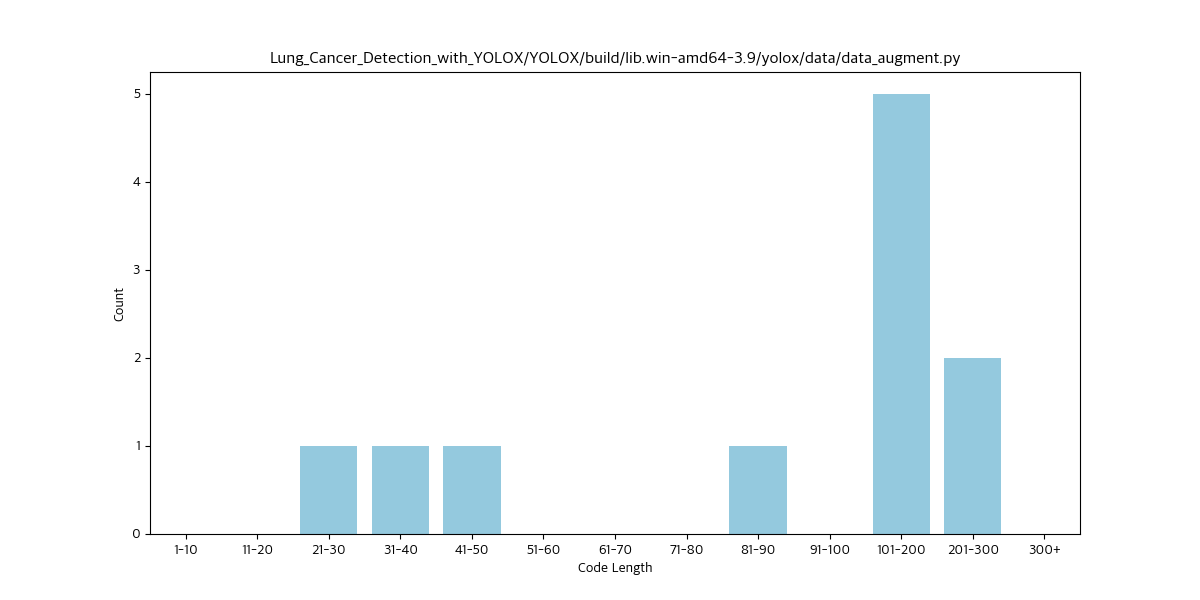 Lung_Cancer_Detection_with_YOLOX/YOLOX/build/lib.win-amd64-3.9/yolox/data/data_augment.py
5
4
3
2
1
0
Count
1-10 11-20 21-30 31-40 41-50 51-60 61-70 71-80 81-90 91-100 101-200 201-300 300+
Code Length